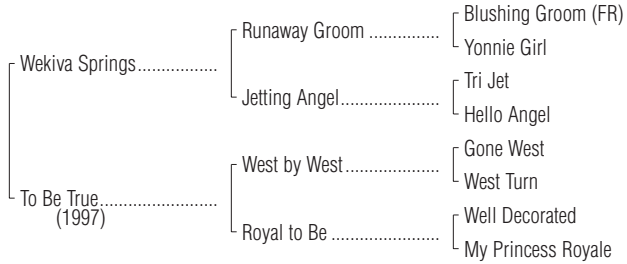 Blushing Groom (FR)
Runaway Groom ................
Yonnie Girl
Wekiva Springs.................
Tri Jet
Jetting Angel......................
Hello Angel
Gone West
West by West.....................
West Turn
To Be True.........................
(1997)
Well Decorated
Royal to Be ........................
My Princess Royale